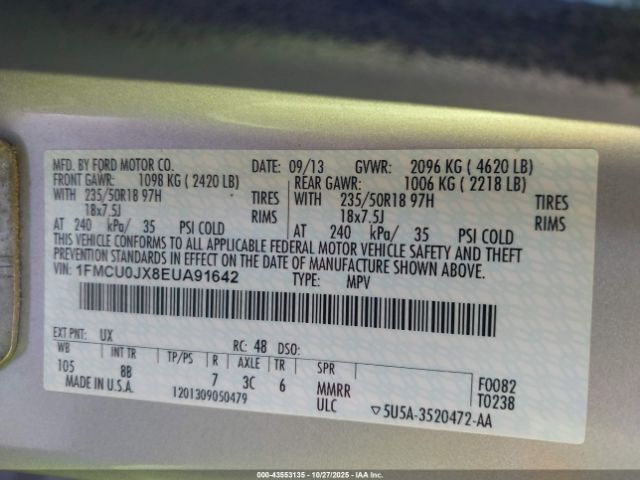 MFD. BY FORD MOTOR CO. DATE: 09/13 GVWR: 2096 KG ( 4620 LB)
FRONT GAWR: 1098 KG ( 2420 LB) REAR GAWR: 1006 KG ( 2218 LB)
WITH 235/50R18 97H TIRES WITH 235/50R18 97H TIRES
18x7.5J RIMS 18x7.5J RIMS
AT 240 kPa/ 35 PSI COLD AT 240 kPa/ 35 PSI COLD
THIS VEHICLE CONFORMS TO ALL APPLICABLE FEDERAL MOTOR VEHICLE SAFETY AND THEFT
PREVENTION STANDARDS IN EFFECT ON THE DATE OF MANUFACTURE SHOWN ABOVE.
VIN: 1FMCU0JX8EUA91642 TYPE: MPV
EXT PNT: UX RC: 48 DSO:
WB INT TR TP/PS R AXLE TR SPR
105 8B 7 3C 6 MMRR F0082
MADE IN U.S.A. 1201309050479 ULC T0238
▽5U5A-3520472-AA
000-43553135 - 10/27/2025 - IAA Inc.